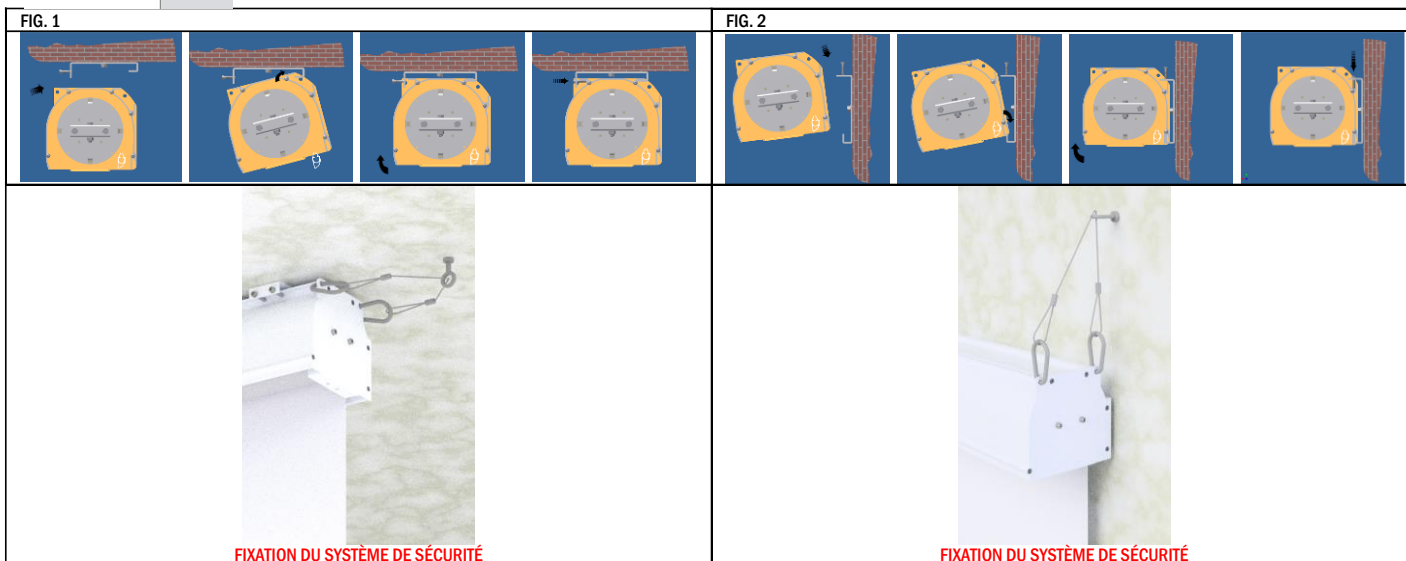 FIG. 1
FIG. 2
FIXATION DU SYSTÈME DE SÉCURITÉ
FIXATION DU SYSTÈME DE SÉCURITÉ